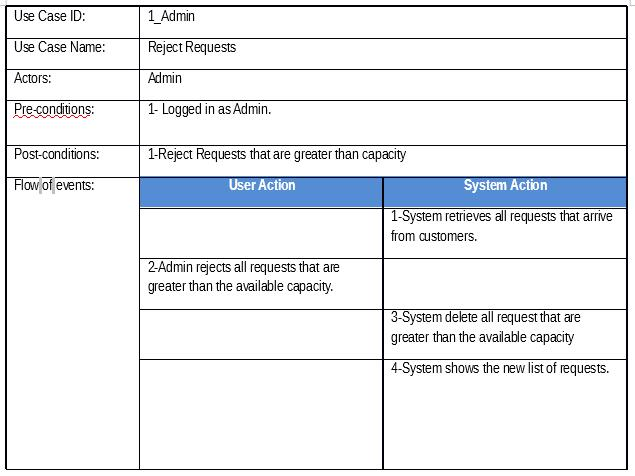 Use Case ID: 1_Admin
Use Case Name: Reject Requests
Actors: Admin
Pre-conditions: 1- Logged in as Admin.
Post-conditions: 1-Reject Requests that are greater than capacity
Flow of events: User Action System Action
1-System retrieves all requests that arrive
from customers.
2-Admin rejects all requests that are
greater than the available capacity.
3-System delete all request that are
greater than the available capacity
4-System shows the new list of requests.